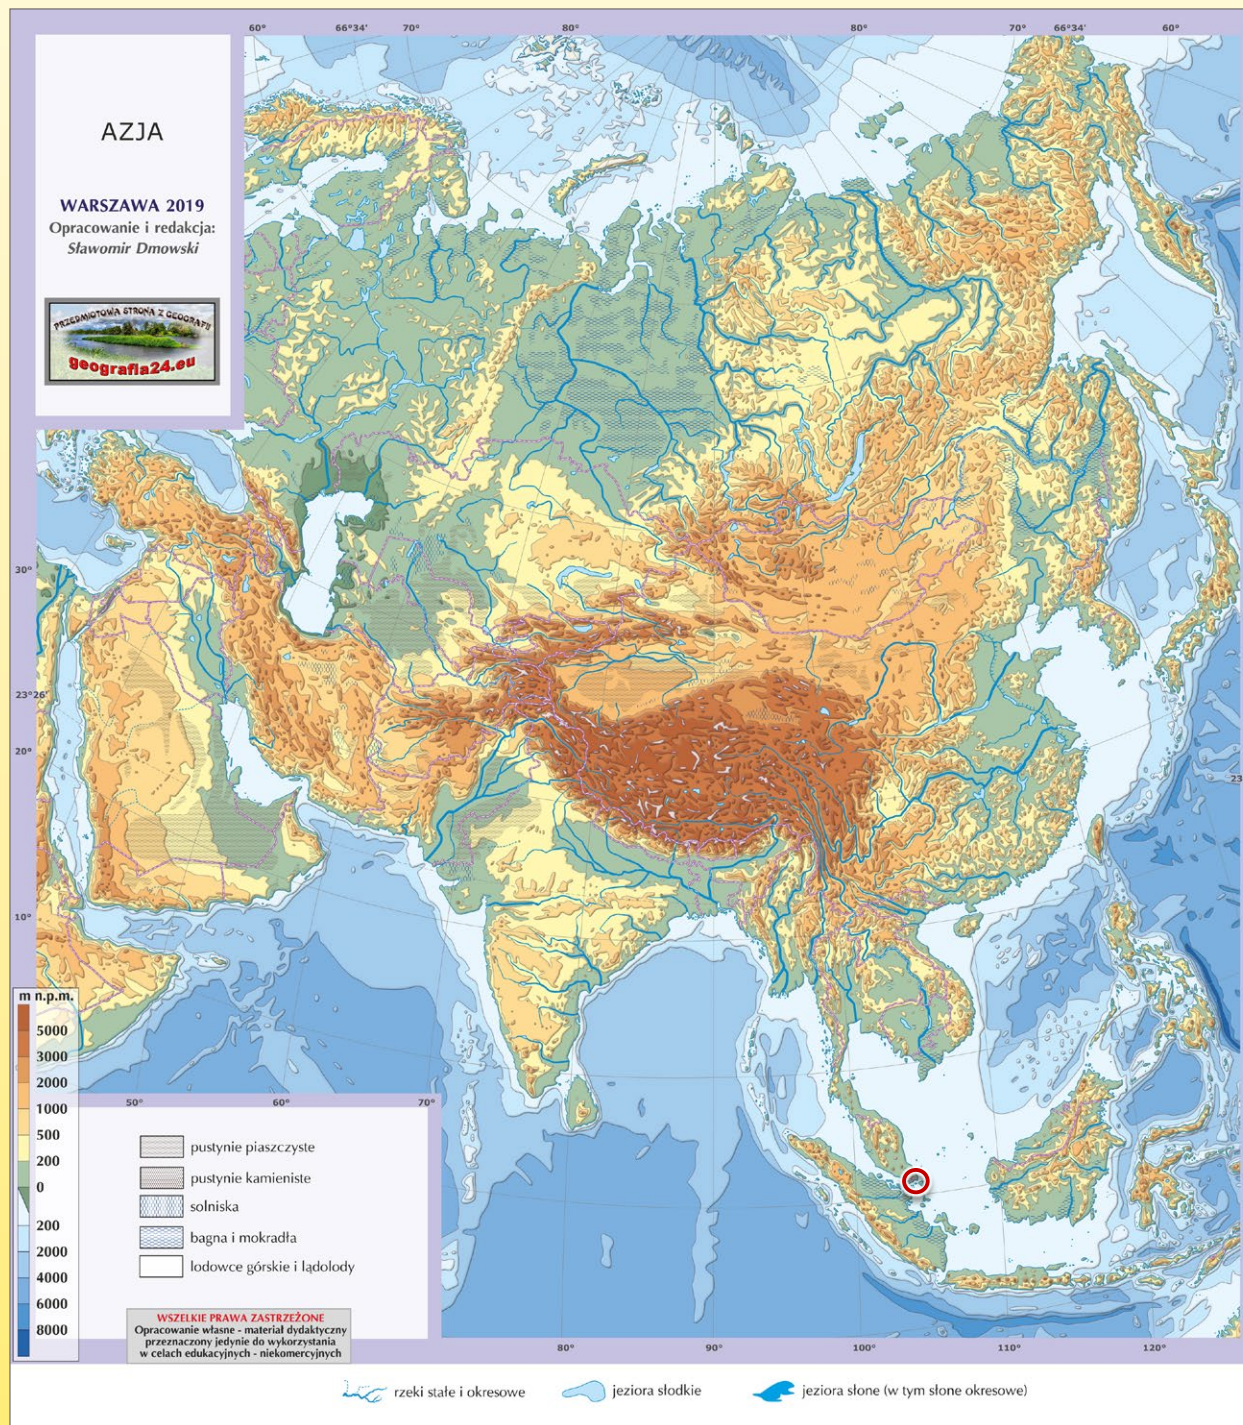 60° 66°34' 70° 80° 80° 70° 66°34' 60°
AZJA
WARSZAWA 2019
Opracowanie i redakcja:
Sławomir Dmowski
PRZEDMIOTOWA STRONA Z GEOGRAFII
geografia24.eu
30°
23°26'
20°
23
10°
m n.p.m.
5000
3000
2000
1000
500
200
0
200
2000
4000
6000
8000
50° 60° 70°
pustynie piaszczyste
pustynie kamieniste
solniska
bagna i mokradła
lodowce górskie i lądolody
WSZELKIE PRAWA ZASTRZEŻONE
Opracowanie własne - materiał dydaktyczny
przeznaczony jedynie do wykorzystania
w celach edukacyjnych - niekomercyjnych
80° 90° 100° 110° 120°
rzeki stałe i okresowe
jeziora słodkie
jeziora słone (w tym słone okresowe)